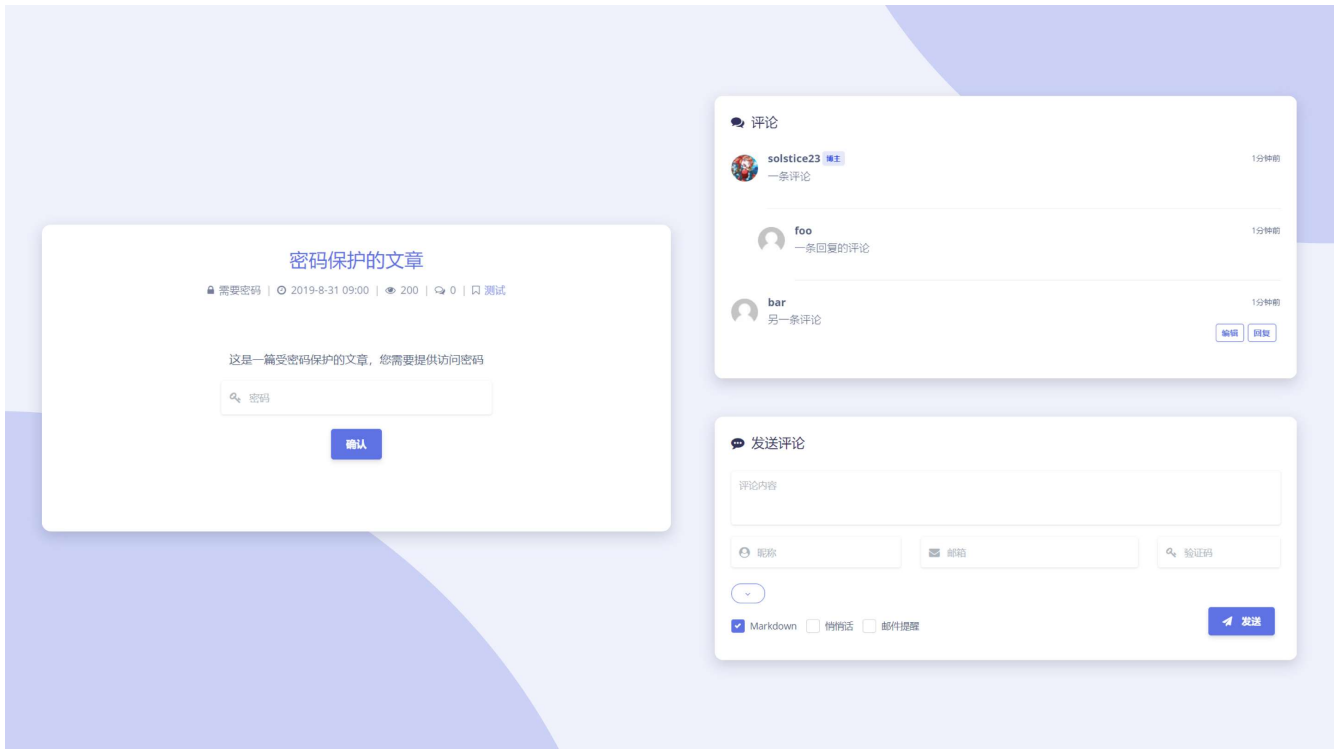 密码保护的文章
需要密码 | 2019-8-31 09:00 | 200 | 0 | 测试
这是一篇受密码保护的文章，您需要提供访问密码
密码
确认
评论
solstice23 博主 1分钟前
一条评论
foo 1分钟前
一条回复的评论
bar 1分钟前
另一条评论
编辑 回复
发送评论
评论内容
昵称 邮箱 验证码
Markdown 悄悄话 邮件提醒 发送